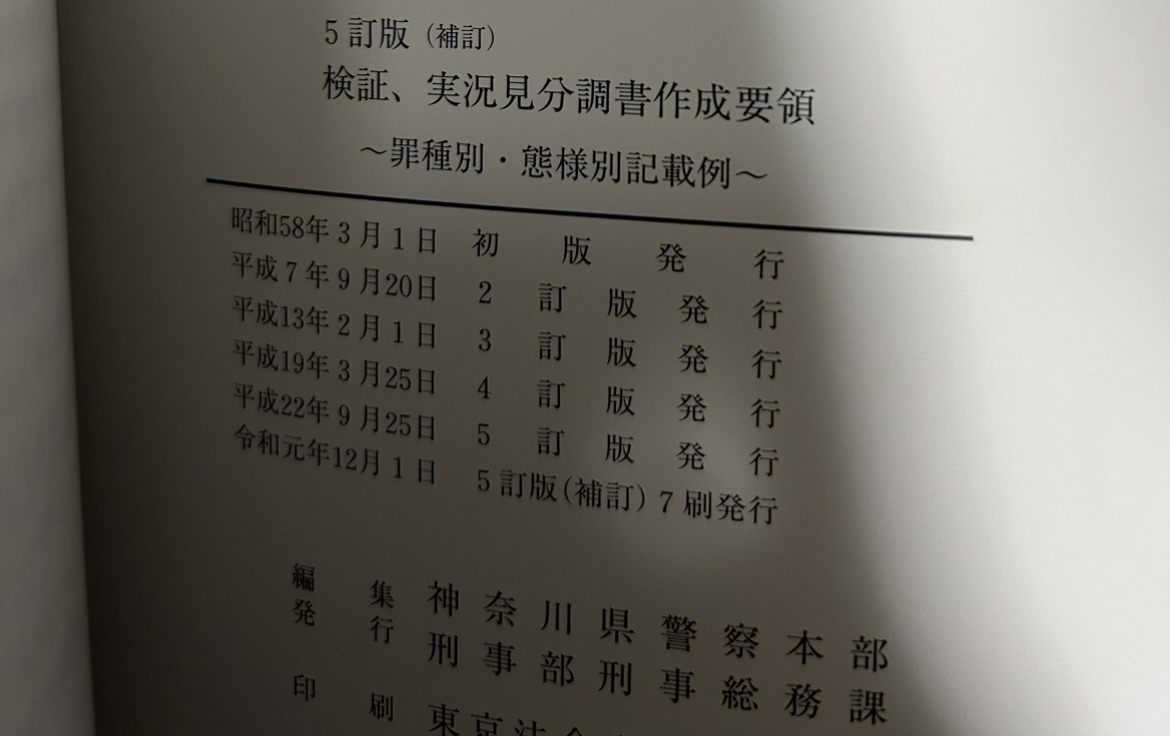 5訂版（補訂）
検証、実況見分調書作成要領
～罪種別・態様別記載例～
昭和58年3月1日 初版発行
平成7年9月20日 2訂版発行
平成13年2月1日 3訂版発行
平成19年3月25日 4訂版発行
平成22年9月25日 5訂版発行
令和元年12月1日 5訂版(補訂) 7刷発行
編集 神奈川県警察本部
発行 刑事部刑事総務課
印刷 東京法令